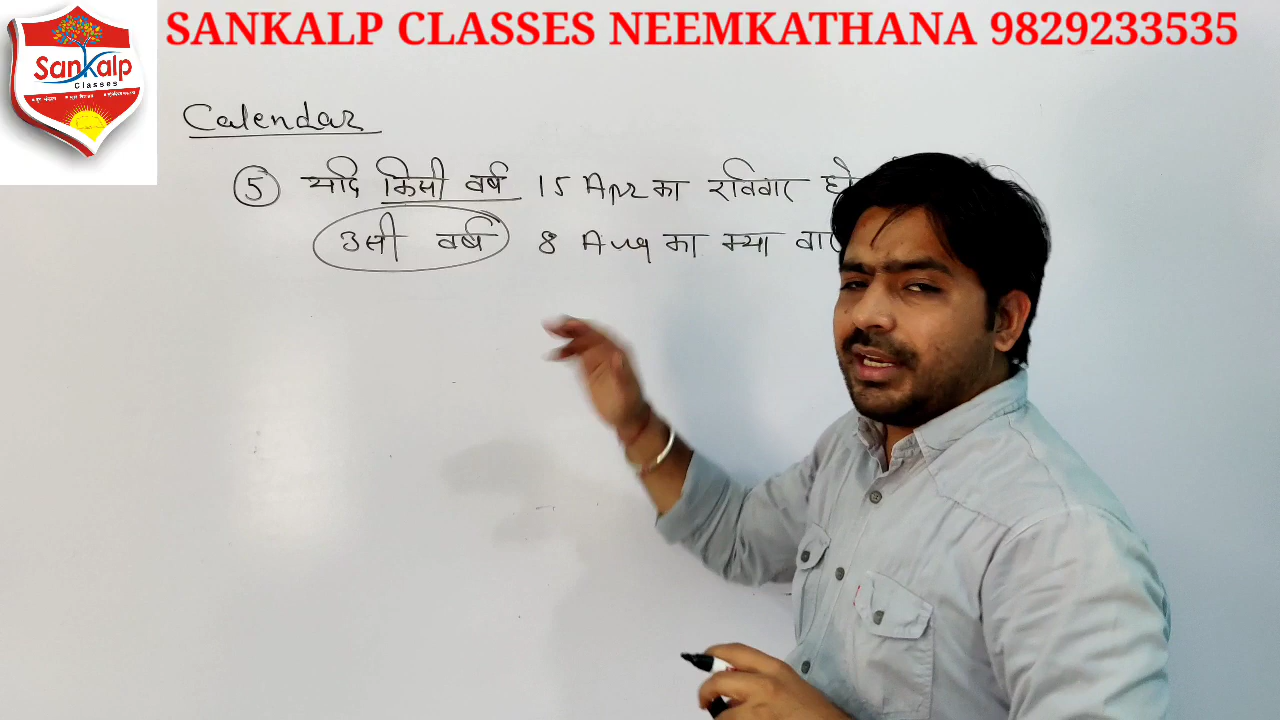 SANKALP CLASSES NEEMKATHANA 9829233535
Sankalp
Classes
Calendar
5 यदि किसी वर्ष 15 Apr का रविवार हो
उसी वर्ष 8 Aug का क्या